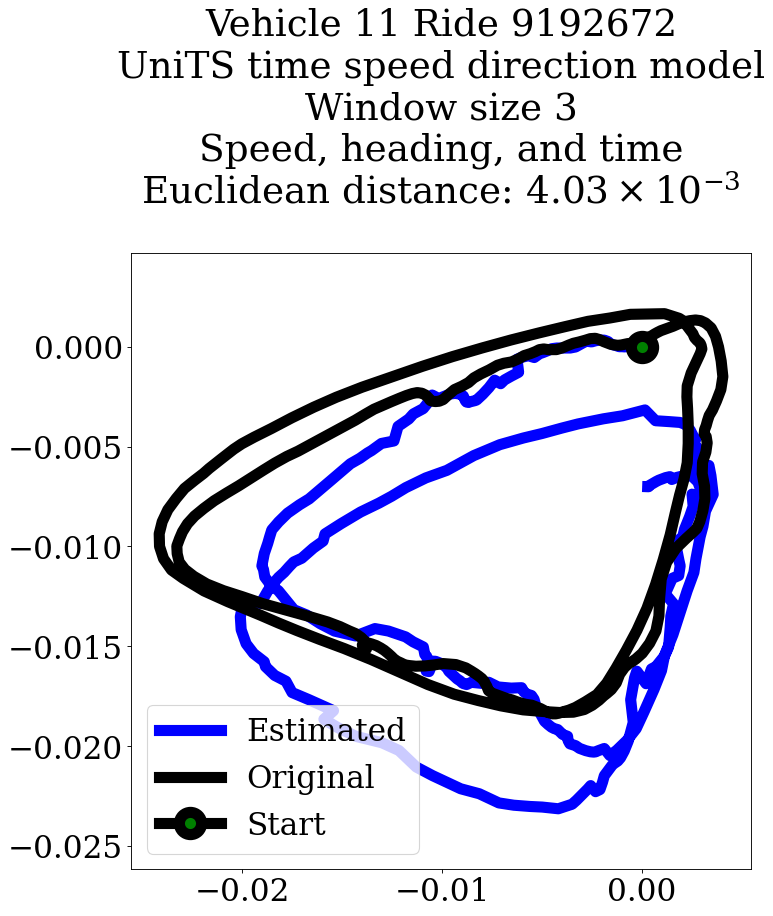 Vehicle 11 Ride 9192672
UniTS time speed direction model
Window size 3
Speed, heading, and time
Euclidean distance: 4.03 × 10⁻³
0.000
−0.005
−0.010
−0.015
−0.020
−0.025
Estimated
Original
Start
−0.02
−0.01
0.00